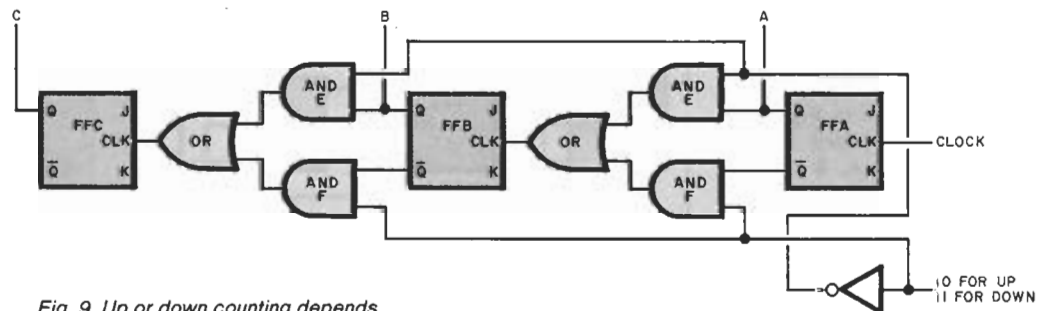 C
B
A
AND
E
AND
E
Q
J
FFC
CLK
Q̅
K
OR
Q
J
FFB
CLK
Q̅
K
OR
Q
J
FFA
CLK
Q̅
K
CLOCK
AND
F
AND
F
0 FOR UP
1 FOR DOWN
Fig. 9. Up or down counting depends